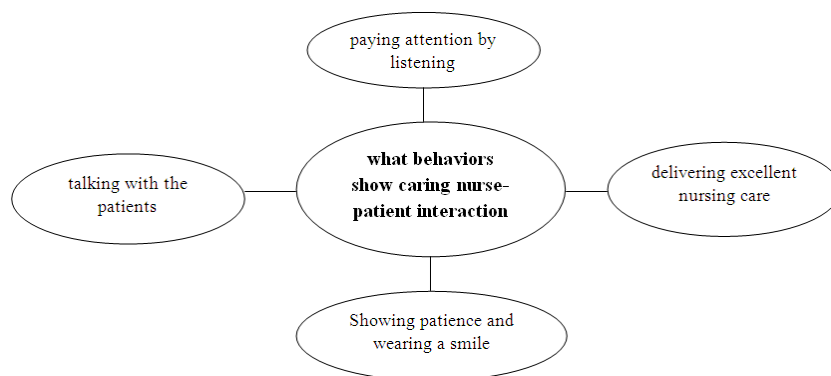 paying attention by
listening
what behaviors
show caring nurse-
patient interaction
talking with the
patients
delivering excellent
nursing care
Showing patience and
wearing a smile